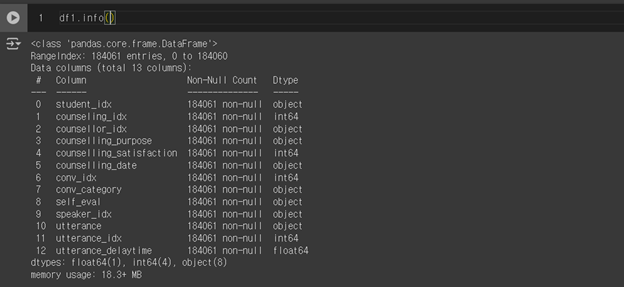 1 df1.info()
<class 'pandas.core.frame.DataFrame'>
RangeIndex: 184061 entries, 0 to 184060
Data columns (total 13 columns):
# Column Non-Null Count Dtype
--- ------ -------------- -----
0 student_idx 184061 non-null object
1 counseling_idx 184061 non-null int64
2 counsellor_idx 184061 non-null object
3 counselling_purpose 184061 non-null object
4 counselling_satisfaction 184061 non-null int64
5 counselling_date 184061 non-null object
6 conv_idx 184061 non-null int64
7 conv_category 184061 non-null object
8 self_eval 184061 non-null object
9 speaker_idx 184061 non-null object
10 utterance 184061 non-null object
11 utterance_idx 184061 non-null int64
12 utterance_delaytime 184061 non-null float64
dtypes: float64(1), int64(4), object(8)
memory usage: 18.3+ MB